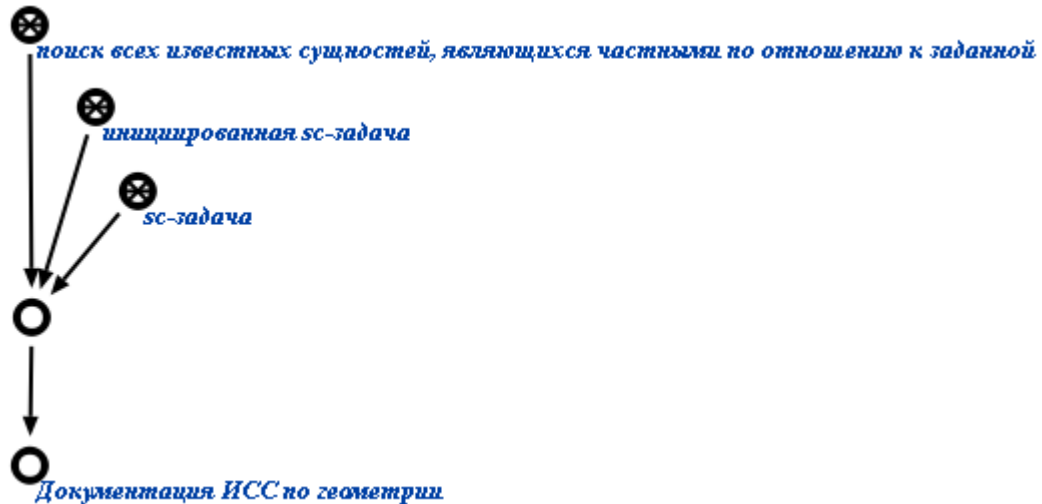 поиск всех известных сущностей, являющихся частными по отношению к заданной
инициированная sc-задача
sc-задача
Документация ИСС по геометрии